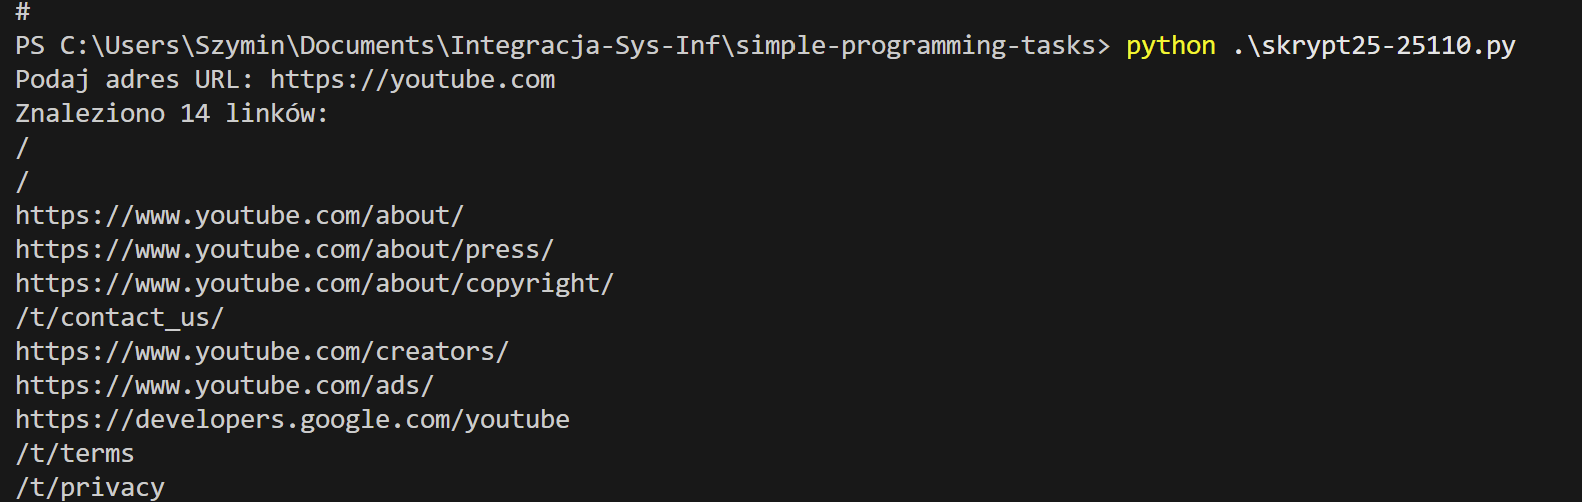 #
PS C:\Users\Szymin\Documents\Integracja-Sys-Inf\simple-programming-tasks> python .\skrypt25-25110.py
Podaj adres URL: https://youtube.com
Znaleziono 14 linków:
/
/
https://www.youtube.com/about/
https://www.youtube.com/about/press/
https://www.youtube.com/about/copyright/
/t/contact_us/
https://www.youtube.com/creators/
https://www.youtube.com/ads/
https://developers.google.com/youtube
/t/terms
/t/privacy